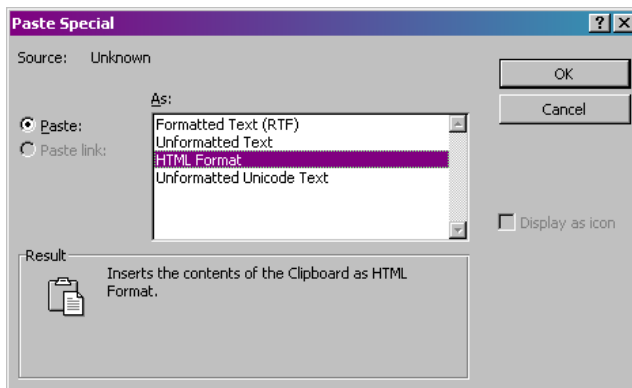 Paste Special
Source: Unknown
As:
Paste:
Paste link:
Formatted Text (RTF)
Unformatted Text
HTML Format
Unformatted Unicode Text
OK
Cancel
Display as icon
Result
Inserts the contents of the Clipboard as HTML
Format.